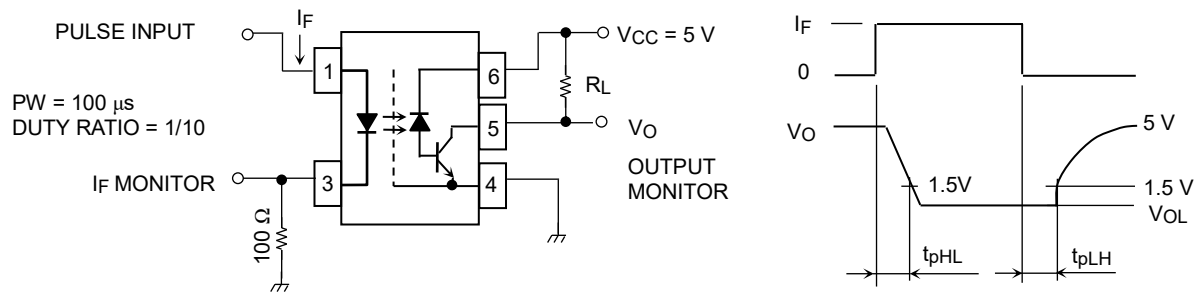 PULSE INPUT
IF
VCC = 5 V
1
6
RL
PW = 100 μs
DUTY RATIO = 1/10
5
VO
IF MONITOR
3
4
OUTPUT
MONITOR
100 Ω
IF
0
VO
5 V
1.5V
1.5 V
VOL
tpHL
tpLH